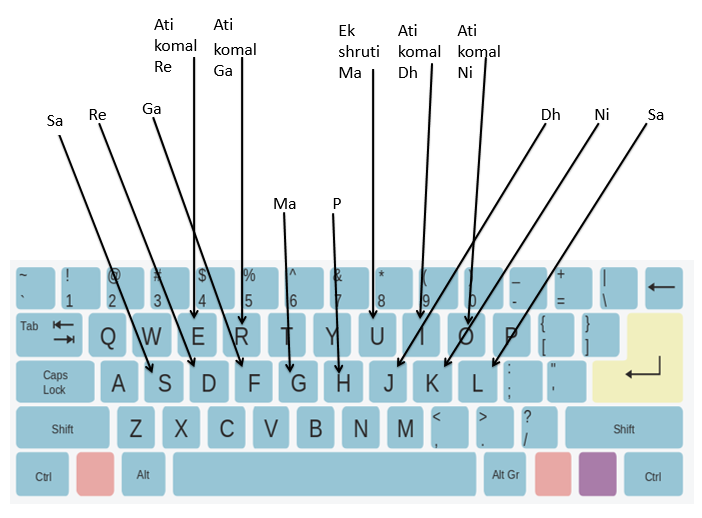 Ati
komal
Re
Ati
komal
Ga
Ek
shruti
Ma
Ati
komal
Dh
Ati
komal
Ni
Sa
Re
Ga
Dh
Ni
Sa
Ma
P
~ ! @ # $ % ^ & * ( ) _ + |
` 1 2 3 4 5 6 7 8 9 0 - = \
Tab Q W E R T Y U I O P { }
[ ]
Caps
Lock
A S D F G H J K L : "
; '
Shift Z X C V B N M < > ? Shift
, . /
Ctrl Alt Alt Gr Ctrl